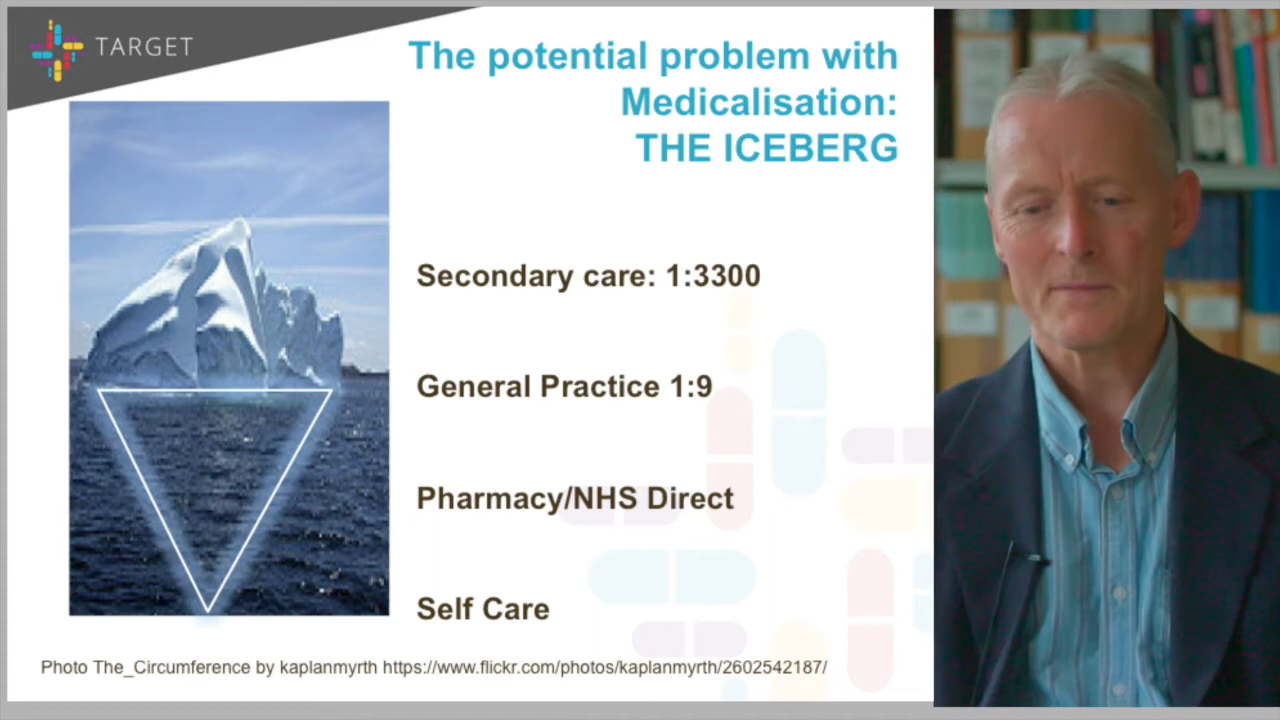 TARGET
The potential problem with
Medicalisation:
THE ICEBERG
Secondary care: 1:3300
General Practice 1:9
Pharmacy/NHS Direct
Self Care
Photo The_Circumference by kaplanmyrth https://www.flickr.com/photos/kaplanmyrth/2602542187/